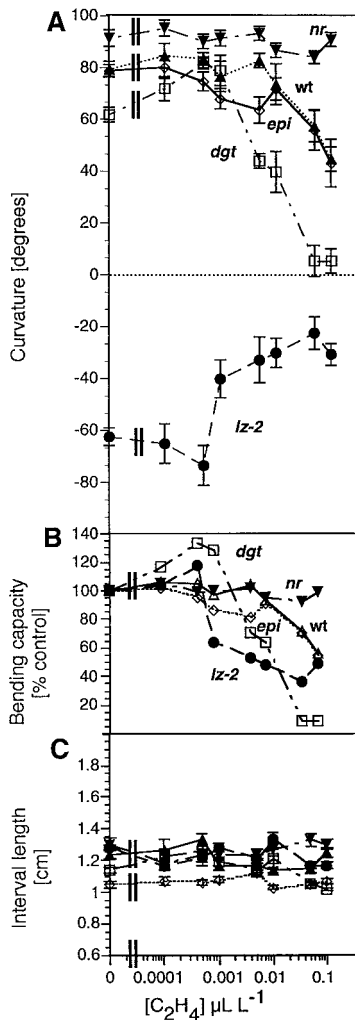 A
Curvature [degrees]
100
80
60
40
20
0
-20
-40
-60
-80
nr
wt
epi
dgt
lz-2
B
Bending capacity
[% control]
140
120
100
80
60
40
20
dgt
nr
wt
epi
lz-2
C
Interval length
[cm]
1.8
1.6
1.4
1.2
1
0.8
0.6
0 0.0001 0.001 0.01 0.1
[C2H4] µL L-1